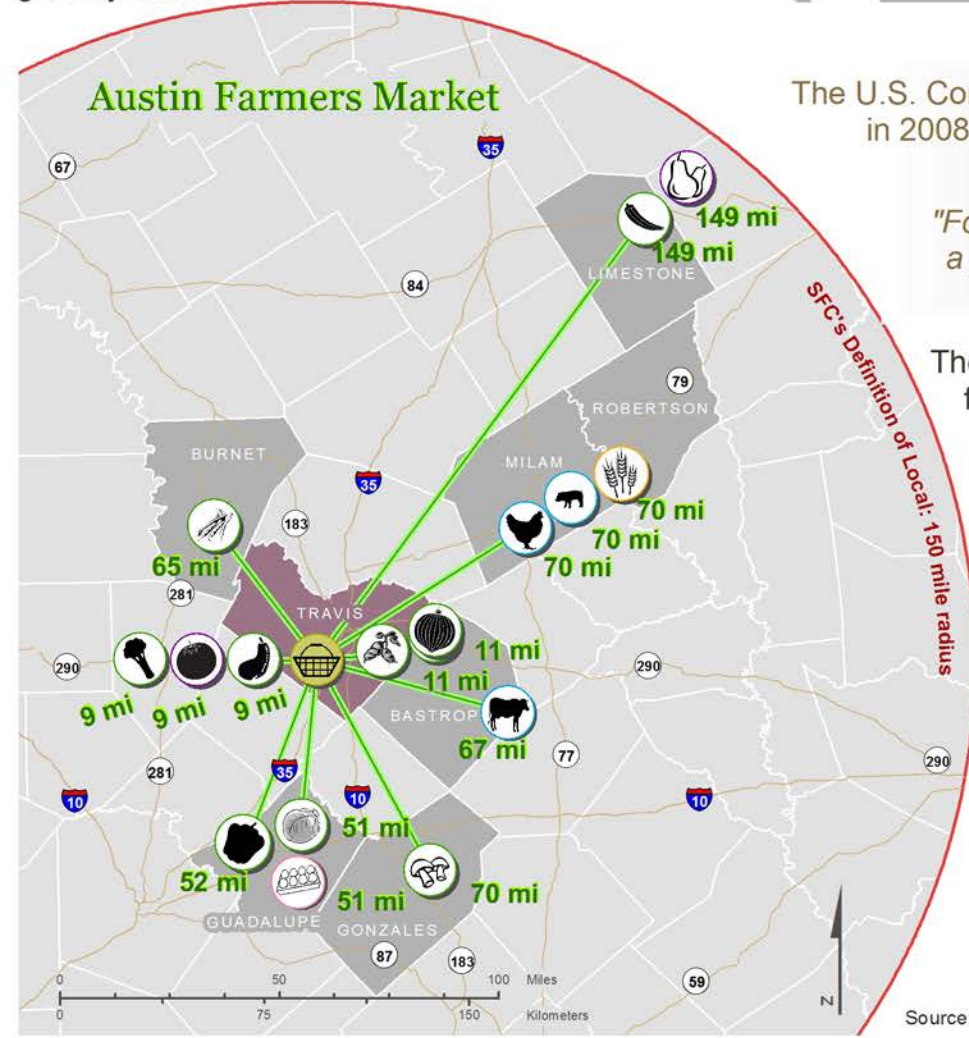 Austin Farmers Market
The U.S. Co
in 2008
35
67
149 mi
149 mi
"Fo
a
LIMESTONE
84
SFC's Definition of Local: 150 mile radius
The
f
79
ROBERTSON
BURNET
MILAM
35
183
70 mi
70 mi
70 mi
65 mi
281
TRAVIS
290
11 mi
11 mi
290
9 mi
9 mi
9 mi
BASTROP
67 mi
77
290
281
35
10
10
10
51 mi
52 mi
51 mi
70 mi
GUADALUPE
GONZALES
87
183
59
0
50
100
Miles
0
75
150
Kilometers
N
Source